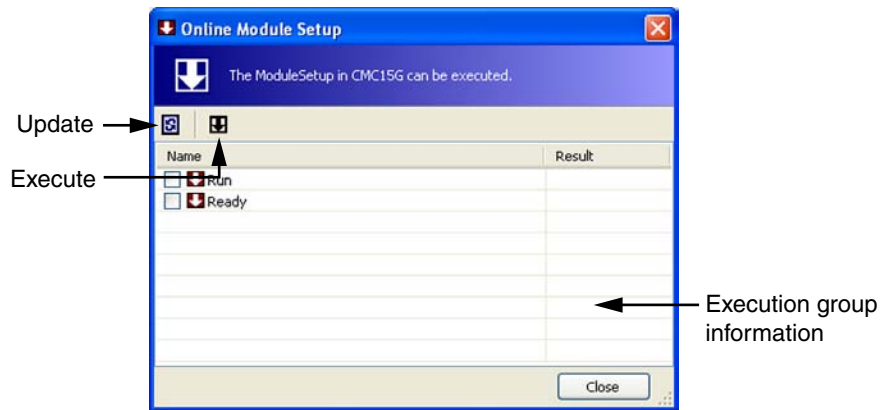 Online Module Setup
The ModuleSetup in CMC15G can be executed.
Update
Name Result
Execute
Run
Ready
Execution group
information
Close